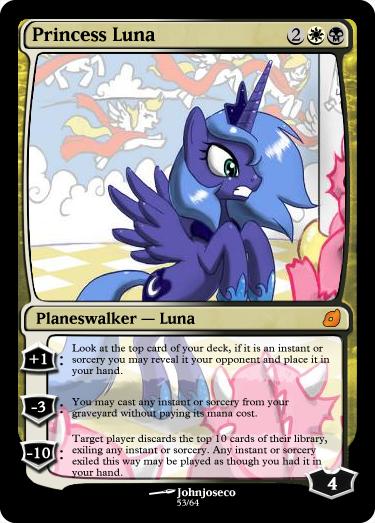 Princess Luna 2
Planeswalker — Luna
+1 : Look at the top card of your deck, if it is an instant or
sorcery you may reveal it your opponent and place it in
your hand.
-3 : You may cast any instant or sorcery from your
graveyard without paying its mana cost.
-10 : Target player discards the top 10 cards of their library,
exiling any instant or sorcery. Any instant or sorcery
exiled this way may be played as though you had it in
your hand.
4
Johnjoseco
53/64